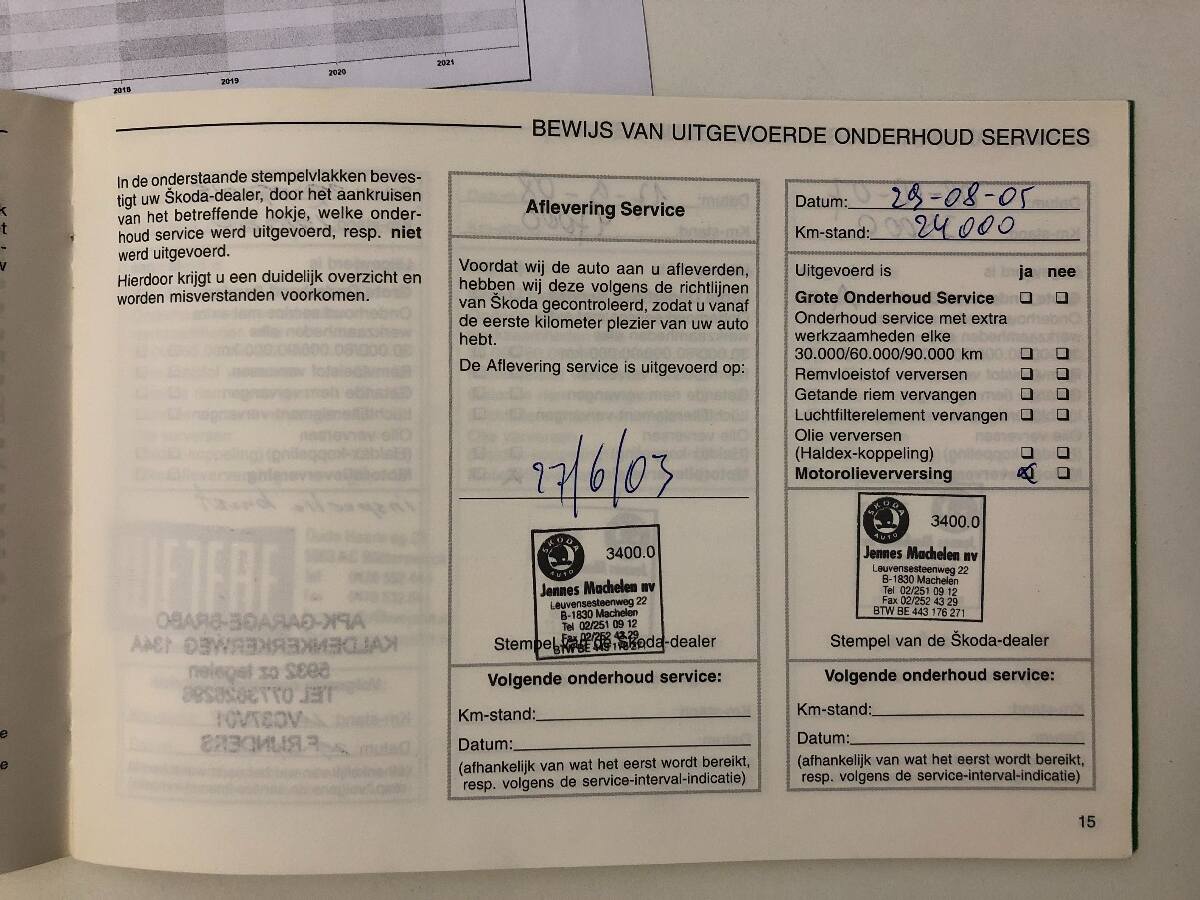 2018
2019
2020
2021
BEWIJS VAN UITGEVOERDE ONDERHOUD SERVICES
In de onderstaande stempelvlakken beves-
tigt uw Škoda-dealer, door het aankruisen
van het betreffende hokje, welke onder-
houd service werd uitgevoerd, resp. niet
werd uitgevoerd.
Hierdoor krijgt u een duidelijk overzicht en
worden misverstanden voorkomen.
Aflevering Service
Voordat wij de auto aan u afleverden,
hebben wij deze volgens de richtlijnen
van Škoda gecontroleerd, zodat u vanaf
de eerste kilometer plezier van uw auto
hebt.
De Aflevering service is uitgevoerd op:
27/6/03
ŠKODA
AUTO
3400.0
Jennes Machelen nv
Leuvensesteenweg 22
B-1830 Machelen
Tel 02/251 09 12
Fax 02/252 43 29
BTW BE 443 176 271
Stempel van de Škoda-dealer
Volgende onderhoud service:
Km-stand:
Datum:
(afhankelijk van wat het eerst wordt bereikt,
resp. volgens de service-interval-indicatie)
Datum: 29-08-05
Km-stand: 24000
Uitgevoerd is ja nee
Grote Onderhoud Service
Onderhoud service met extra
werkzaamheden elke
30.000/60.000/90.000 km
Remvloeistof verversen
Getande riem vervangen
Luchtfilterelement vervangen
Olie verversen
(Haldex-koppeling)
Motorolieverversing
ŠKODA
AUTO
3400.0
Jennes Machelen nv
Leuvensesteenweg 22
B-1830 Machelen
Tel 02/251 09 12
Fax 02/252 43 29
BTW BE 443 176 271
Stempel van de Škoda-dealer
Volgende onderhoud service:
Km-stand:
Datum:
(afhankelijk van wat het eerst wordt bereikt,
resp. volgens de service-interval-indicatie)
15